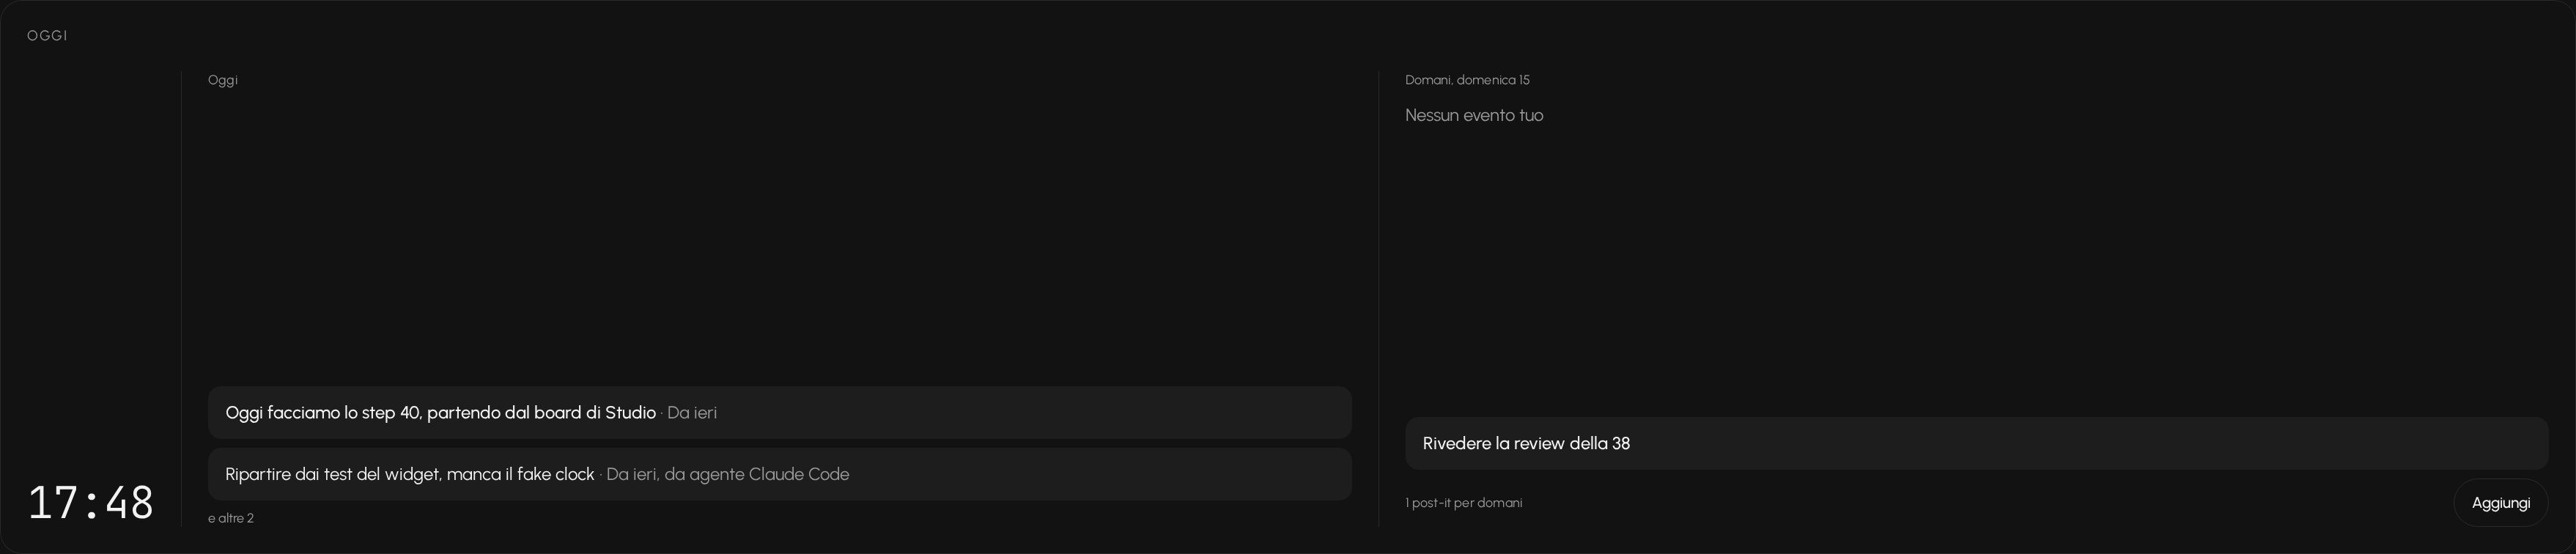 OGGI
Oggi
Oggi facciamo lo step 40, partendo dal board di Studio · Da ieri
Ripartire dai test del widget, manca il fake clock · Da ieri, da agente Claude Code
e altre 2
17:48
Domani, domenica 15
Nessun evento tuo
Rivedere la review della 38
1 post-it per domani
Aggiungi